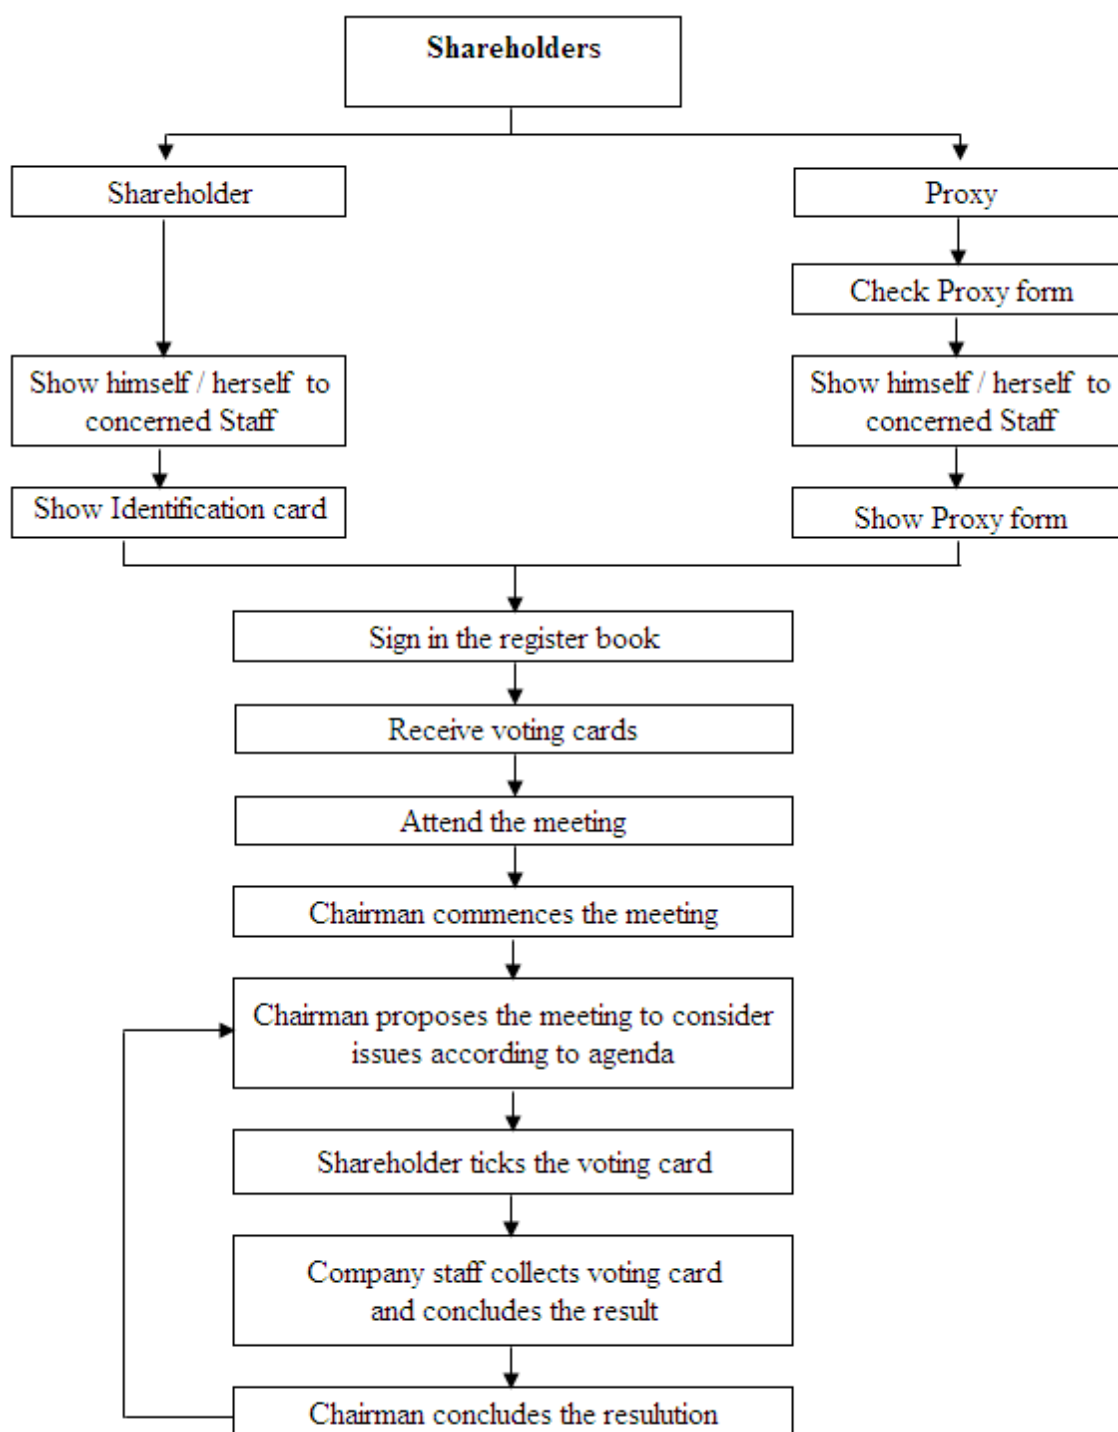 Shareholders
Shareholder
Proxy
Check Proxy form
Show himself / herself to
concerned Staff
Show himself / herself to
concerned Staff
Show Identification card
Show Proxy form
Sign in the register book
Receive voting cards
Attend the meeting
Chairman commences the meeting
Chairman proposes the meeting to consider
issues according to agenda
Shareholder ticks the voting card
Company staff collects voting card
and concludes the result
Chairman concludes the resulution